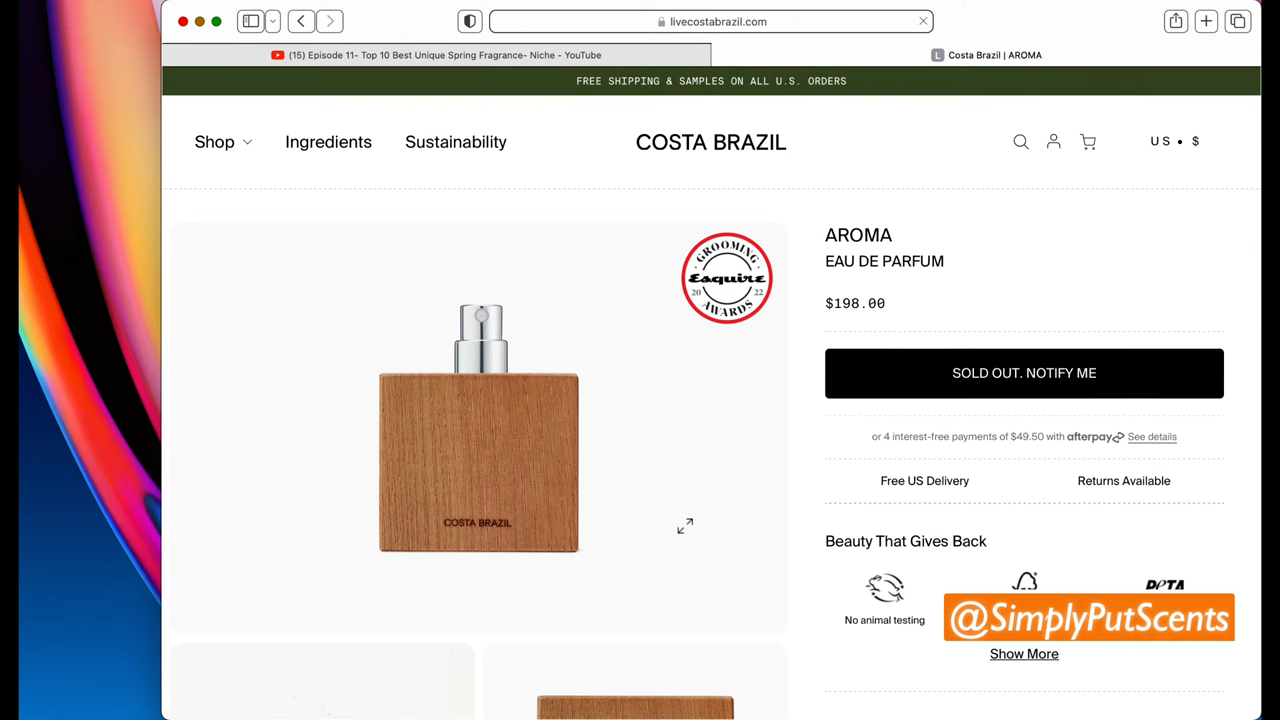 livecostabrazil.com
(15) Episode 11- Top 10 Best Unique Spring Fragrance- Niche - YouTube
L Costa Brazil | AROMA
FREE SHIPPING & SAMPLES ON ALL U.S. ORDERS
Shop Ingredients Sustainability
COSTA BRAZIL
US • $
GROOMING
Esquire
20 22
AWARDS
COSTA BRAZIL
AROMA
EAU DE PARFUM
$198.00
SOLD OUT. NOTIFY ME
or 4 interest-free payments of $49.50 with afterpay See details
Free US Delivery Returns Available
Beauty That Gives Back
PETA
No animal testing
@SimplyPutScents
Show More